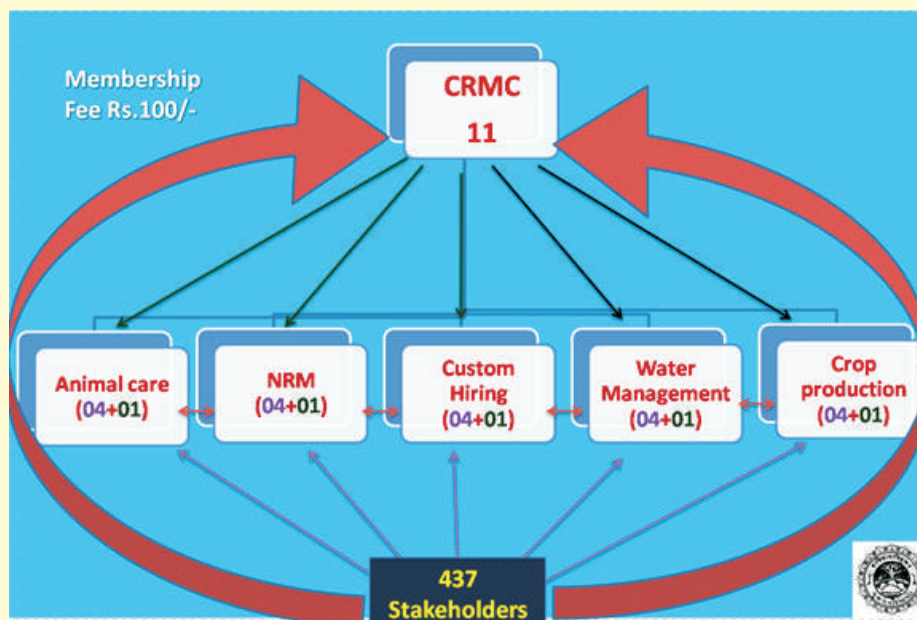 Membership
Fee Rs.100/-
CRMC
11
Animal care
(04+01)
NRM
(04+01)
Custom
Hiring
(04+01)
Water
Management
(04+01)
Crop
production
(04+01)
437
Stakeholders